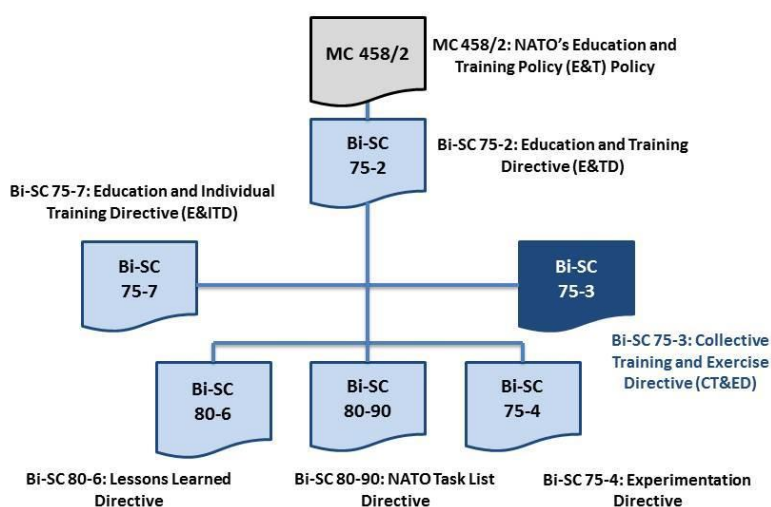 MC 458/2
MC 458/2: NATO's Education and
Training Policy (E&T) Policy
Bi-SC
75-2
Bi-SC 75-2: Education and Training
Directive (E&TD)
Bi-SC 75-7: Education and Individual
Training Directive (E&ITD)
Bi-SC
75-7
Bi-SC
75-3
Bi-SC 75-3: Collective
Training and Exercise
Directive (CT&ED)
Bi-SC
80-6
Bi-SC
80-90
Bi-SC
75-4
Bi-SC 80-6: Lessons Learned
Directive
Bi-SC 80-90: NATO Task List
Directive
Bi-SC 75-4: Experimentation
Directive